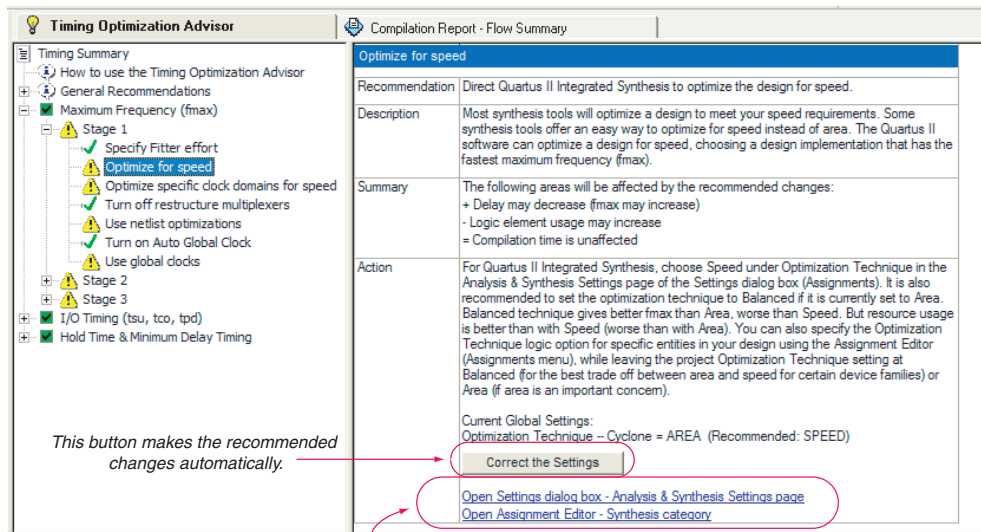 Timing Optimization Advisor
Compilation Report - Flow Summary
Timing Summary
How to use the Timing Optimization Advisor
General Recommendations
Maximum Frequency (fmax)
Stage 1
Specify Fitter effort
Optimize for speed
Optimize specific clock domains for speed
Turn off restructure multiplexers
Use netlist optimizations
Turn on Auto Global Clock
Use global clocks
Stage 2
Stage 3
I/O Timing (tsu, tco, tpd)
Hold Time & Minimum Delay Timing
This button makes the recommended
changes automatically.
Optimize for speed
Recommendation Direct Quartus II Integrated Synthesis to optimize the design for speed.
Description Most synthesis tools will optimize a design to meet your speed requirements. Some
synthesis tools offer an easy way to optimize for speed instead of area. The Quartus II
software can optimize a design for speed, choosing a design implementation that has the
fastest maximum frequency (fmax).
Summary The following areas will be affected by the recommended changes:
+ Delay may decrease (fmax may increase)
- Logic element usage may increase
= Compilation time is unaffected
Action For Quartus II Integrated Synthesis, choose Speed under Optimization Technique in the
Analysis & Synthesis Settings page of the Settings dialog box (Assignments). It is also
recommended to set the optimization technique to Balanced if it is currently set to Area.
Balanced technique gives better fmax than Area, worse than Speed. But resource usage
is better than with Speed (worse than with Area). You can also specify the Optimization
Technique logic option for specific entities in your design using the Assignment Editor
(Assignments menu), while leaving the project Optimization Technique setting at
Balanced (for the best trade off between area and speed for certain device families) or
Area (if area is an important concern).
Current Global Settings:
Optimization Technique -- Cyclone = AREA (Recommended: SPEED)
Correct the Settings
Open Settings dialog box - Analysis & Synthesis Settings page
Open Assignment Editor - Synthesis category